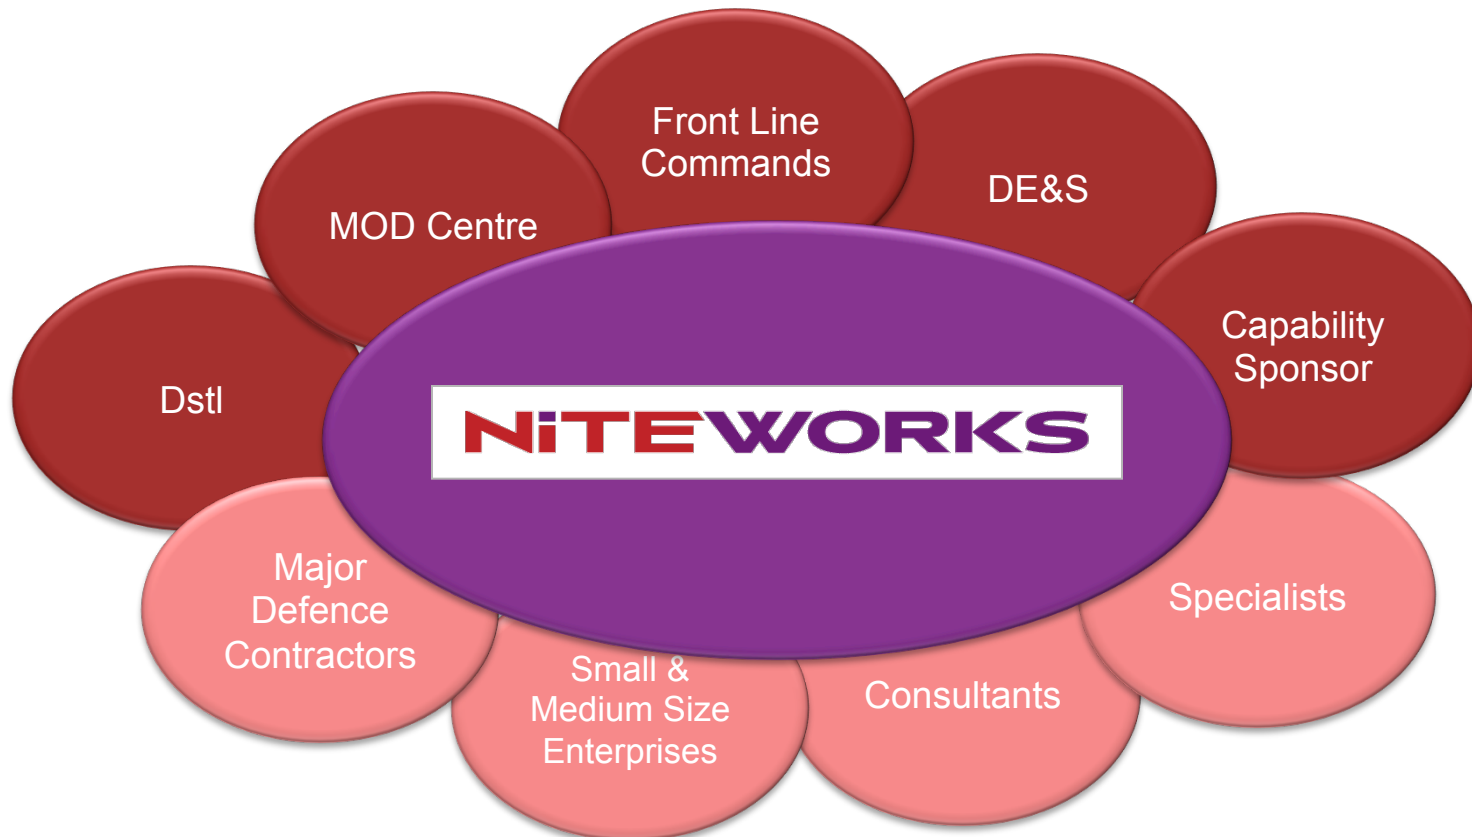 Front Line
Commands
DE&S
MOD Centre
Capability
Sponsor
Dstl
NiTEWORKS
Major
Defence
Contractors
Specialists
Small &
Medium Size
Enterprises
Consultants